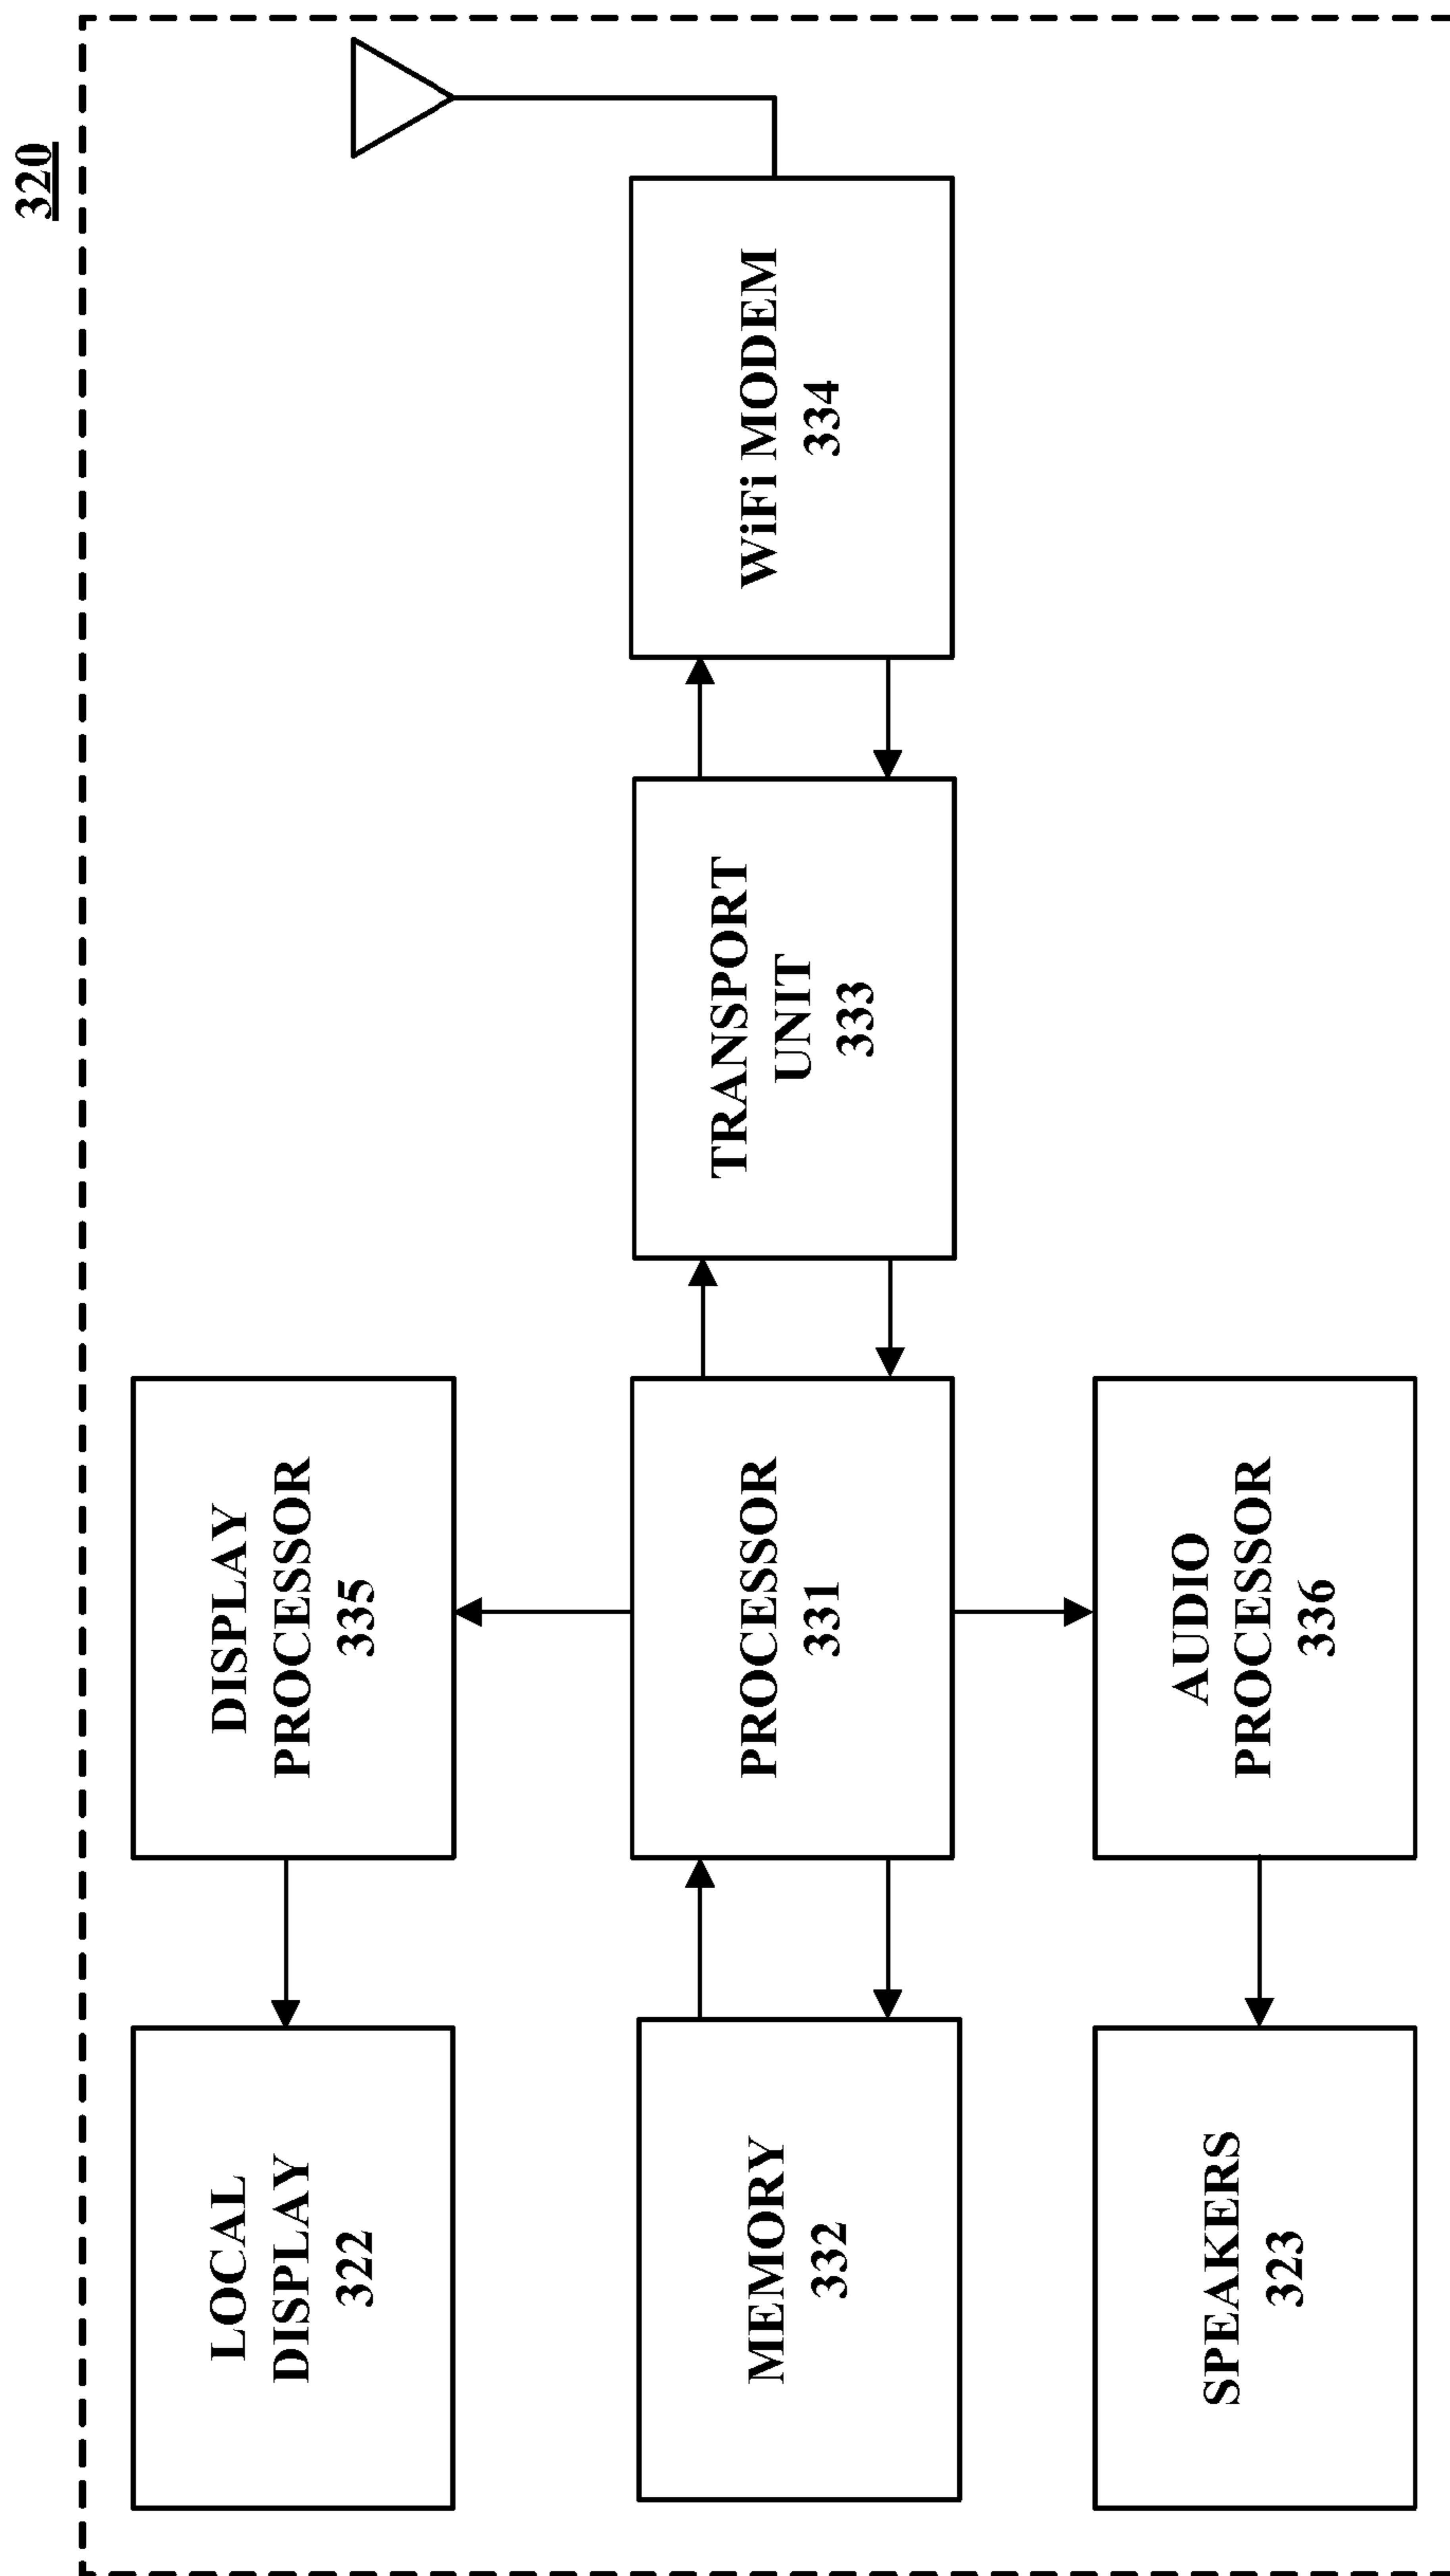 320
LOCAL
DISPLAY
322
DISPLAY
PROCESSOR
335
MEMORY
332
PROCESSOR
331
TRANSPORT
UNIT
333
WiFi MODEM
334
SPEAKERS
323
AUDIO
PROCESSOR
336